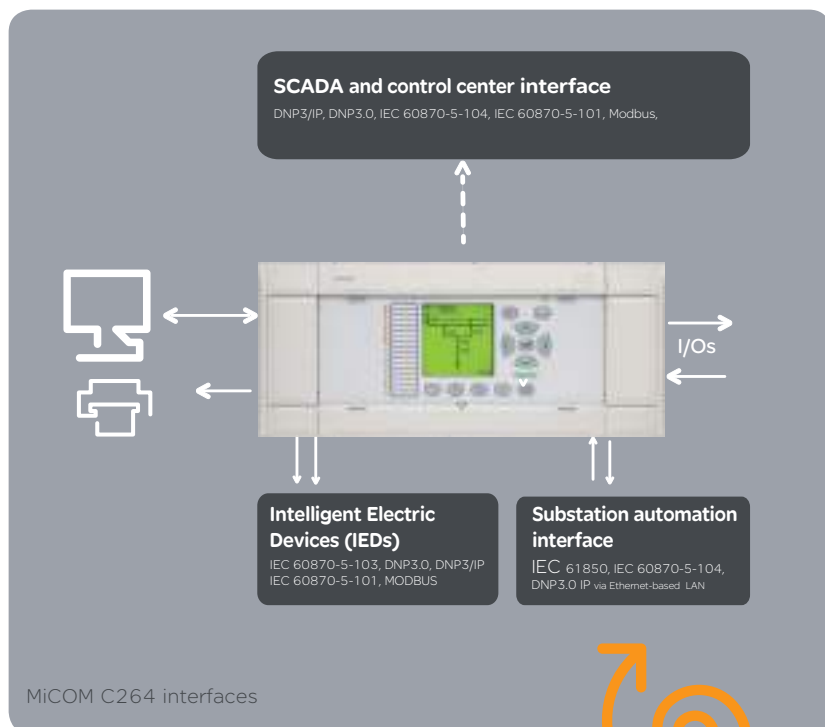 SCADA and control center interface
DNP3/IP, DNP3.0, IEC 60870-5-104, IEC 60870-5-101, Modbus,
I/Os
Intelligent Electric
Devices (IEDs)
IEC 60870-5-103, DNP3.0, DNP3/IP
IEC 60870-5-101, MODBUS
Substation automation
interface
IEC 61850, IEC 60870-5-104,
DNP3.0 IP via Ethernet-based LAN
MiCOM C264 interfaces